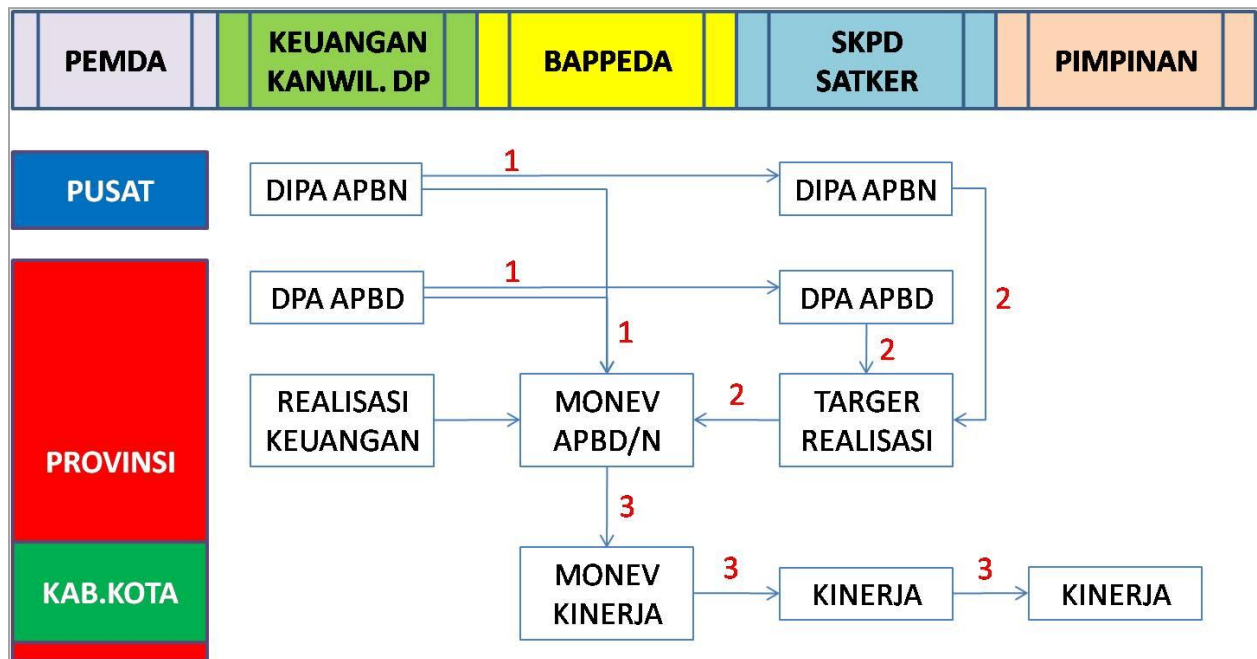 PEMDA
KEUANGAN
KANWIL. DP
BAPPEDA
SKPD
SATKER
PIMPINAN
PUSAT
DIPA APBN
1
DIPA APBN
DPA APBD
1
DPA APBD
2
1
2
REALISASI
KEUANGAN
MONEV
APBD/N
2
TARGER
REALISASI
PROVINSI
3
KAB.KOTA
MONEV
KINERJA
3
KINERJA
3
KINERJA